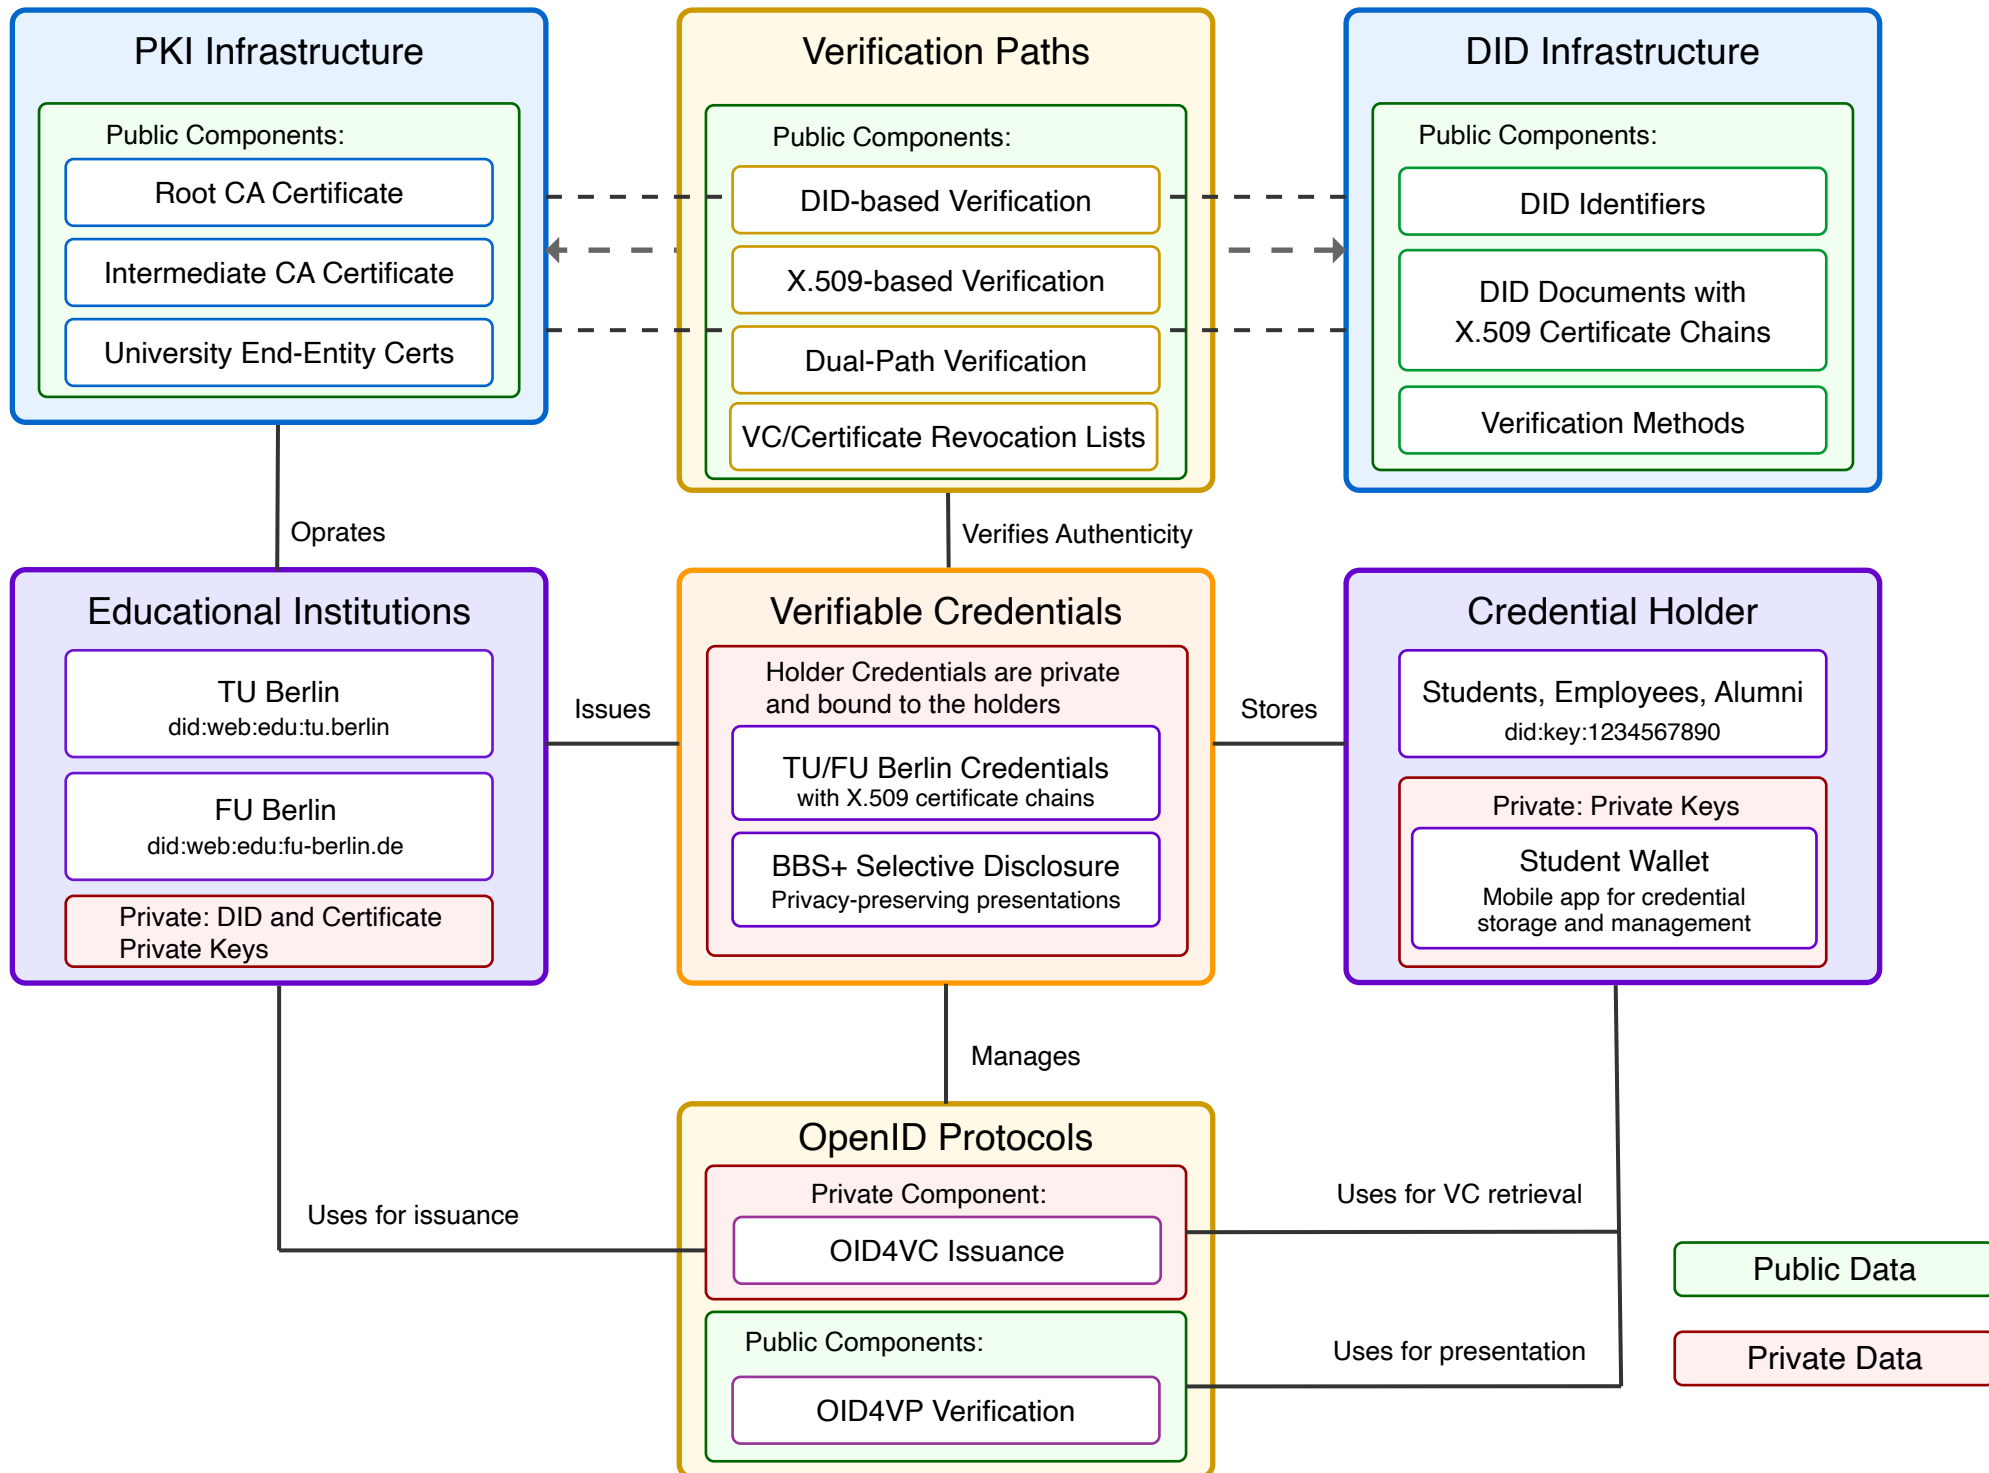 PKI Infrastructure
Public Components:
Root CA Certificate
Intermediate CA Certificate
University End-Entity Certs
Verification Paths
Public Components:
DID-based Verification
X.509-based Verification
Dual-Path Verification
VC/Certificate Revocation Lists
DID Infrastructure
Public Components:
DID Identifiers
DID Documents with
X.509 Certificate Chains
Verification Methods
Oprates
Verifies Authenticity
Educational Institutions
TU Berlin
did:web:edu:tu.berlin
FU Berlin
did:web:edu:fu-berlin.de
Private: DID and Certificate
Private Keys
Issues
Verifiable Credentials
Holder Credentials are private
and bound to the holders
TU/FU Berlin Credentials
with X.509 certificate chains
BBS+ Selective Disclosure
Privacy-preserving presentations
Stores
Credential Holder
Students, Employees, Alumni
did:key:1234567890
Private: Private Keys
Student Wallet
Mobile app for credential
storage and management
Manages
OpenID Protocols
Private Component:
OID4VC Issuance
Public Components:
OID4VP Verification
Uses for issuance
Uses for VC retrieval
Uses for presentation
Public Data
Private Data